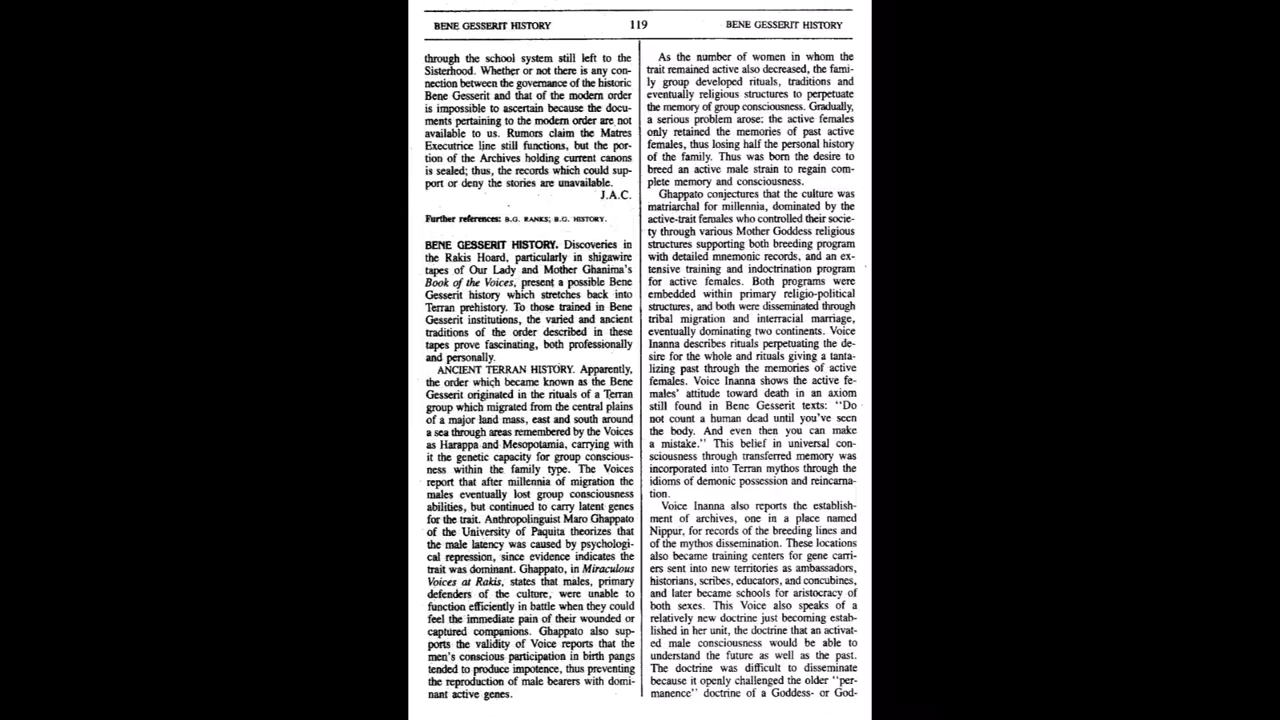 BENE GESSERIT HISTORY 119 BENE GESSERIT HISTORY
through the school system still left to the
Sisterhood. Whether or not there is any con-
nection between the governance of the historic
Bene Gesserit and that of the modern order
is impossible to ascertain because the docu-
ments pertaining to the modern order are not
available to us. Rumors claim the Matres
Executrice line still functions, but the por-
tion of the Archives holding current canons
is sealed; thus, the records which could sup-
port or deny the stories are unavailable.
J.A.C.
Further references: B.G. RANKS; B.G. HISTORY.
BENE GESSERIT HISTORY. Discoveries in
the Rakis Hoard, particularly in shigawire
tapes of Our Lady and Mother Ghanima's
Book of the Voices, present a possible Bene
Gesserit history which stretches back into
Terran prehistory. To those trained in Bene
Gesserit institutions, the varied and ancient
traditions of the order described in these
tapes prove fascinating, both professionally
and personally.
ANCIENT TERRAN HISTORY. Apparently,
the order which became known as the Bene
Gesserit originated in the rituals of a Terran
group which migrated from the central plains
of a major land mass, east and south around
a sea through areas remembered by the Voices
as Harappa and Mesopotamia, carrying with
it the genetic capacity for group conscious-
ness within the family type. The Voices
report that after millennia of migration the
males eventually lost group consciousness
abilities, but continued to carry latent genes
for the trait. Anthropolinguist Maro Ghappato
of the University of Paquita theorizes that
the male latency was caused by psychologi-
cal repression, since evidence indicates the
trait was dominant. Ghappato, in Miraculous
Voices at Rakis, states that males, primary
defenders of the culture, were unable to
function efficiently in battle when they could
feel the immediate pain of their wounded or
captured companions. Ghappato also sup-
ports the validity of Voice reports that the
men's conscious participation in birth pangs
tended to produce impotence, thus preventing
the reproduction of male bearers with domi-
nant active genes.
As the number of women in whom the
trait remained active also decreased, the fami-
ly group developed rituals, traditions and
eventually religious structures to perpetuate
the memory of group consciousness. Gradually,
a serious problem arose: the active females
only retained the memories of past active
females, thus losing half the personal history
of the family. Thus was born the desire to
breed an active male strain to regain com-
plete memory and consciousness.
Ghappato conjectures that the culture was
matriarchal for millennia, dominated by the
active-trait females who controlled their socie-
ty through various Mother Goddess religious
structures supporting both breeding program
with detailed mnemonic records, and an ex-
tensive training and indoctrination program
for active females. Both programs were
embedded within primary religio-political
structures, and both were disseminated through
tribal migration and interracial marriage,
eventually dominating two continents. Voice
Inanna describes rituals perpetuating the de-
sire for the whole and rituals giving a tanta-
lizing past through the memories of active
females. Voice Inanna shows the active fe-
males' attitude toward death in an axiom
still found in Bene Gesserit texts: "Do
not count a human dead until you've seen
the body. And even then you can make
a mistake." This belief in universal con-
sciousness through transferred memory was
incorporated into Terran mythos through the
idioms of demonic possession and reincarna-
tion.
Voice Inanna also reports the establish-
ment of archives, one in a place named
Nippur, for records of the breeding lines and
of the mythos dissemination. These locations
also became training centers for gene carri-
ers sent into new territories as ambassadors,
historians, scribes, educators, and concubines,
and later became schools for aristocracy of
both sexes. This Voice also speaks of a
relatively new doctrine just becoming estab-
lished in her unit, the doctrine that an activat-
ed male consciousness would be able to
understand the future as well as the past.
The doctrine was difficult to disseminate
because it openly challenged the older "per-
manence" doctrine of a Goddess- or God-